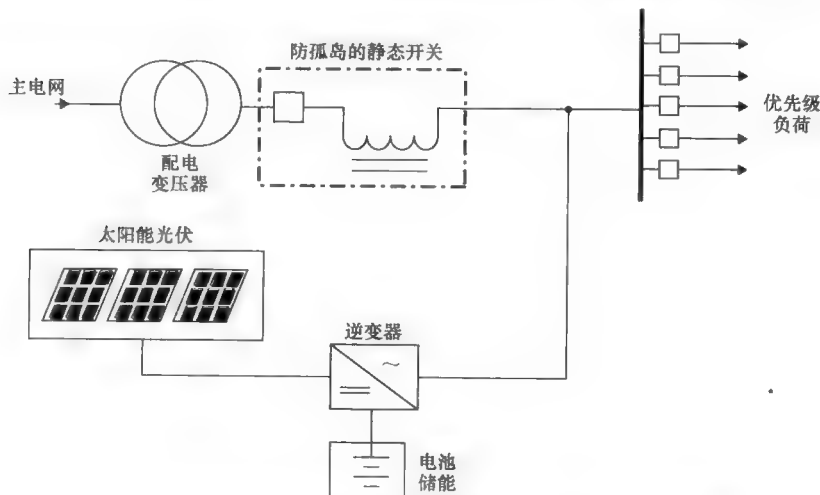 防孤岛的静态开关
主电网
配电
变压器
优先级
负荷
太阳能光伏
逆变器
电池
储能